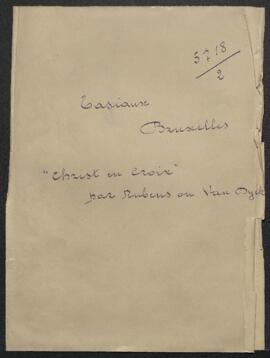 5718
/2
Tasiaux
Bruxelles
"Christ en Croix"
par Rubens ou Van Dyck